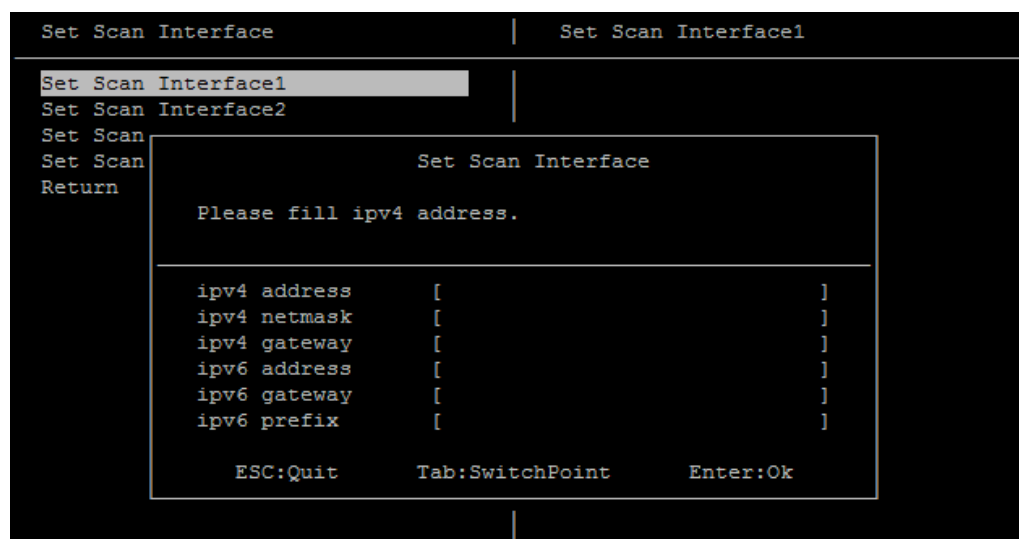 Set Scan Interface
Set Scan Interface1
Set Scan Interface1
Set Scan Interface2
Set Scan
Set Scan
Return
Set Scan Interface
Please fill ipv4 address.
ipv4 address [ ]
ipv4 netmask [ ]
ipv4 gateway [ ]
ipv6 address [ ]
ipv6 gateway [ ]
ipv6 prefix [ ]
ESC:Quit Tab:SwitchPoint Enter:Ok